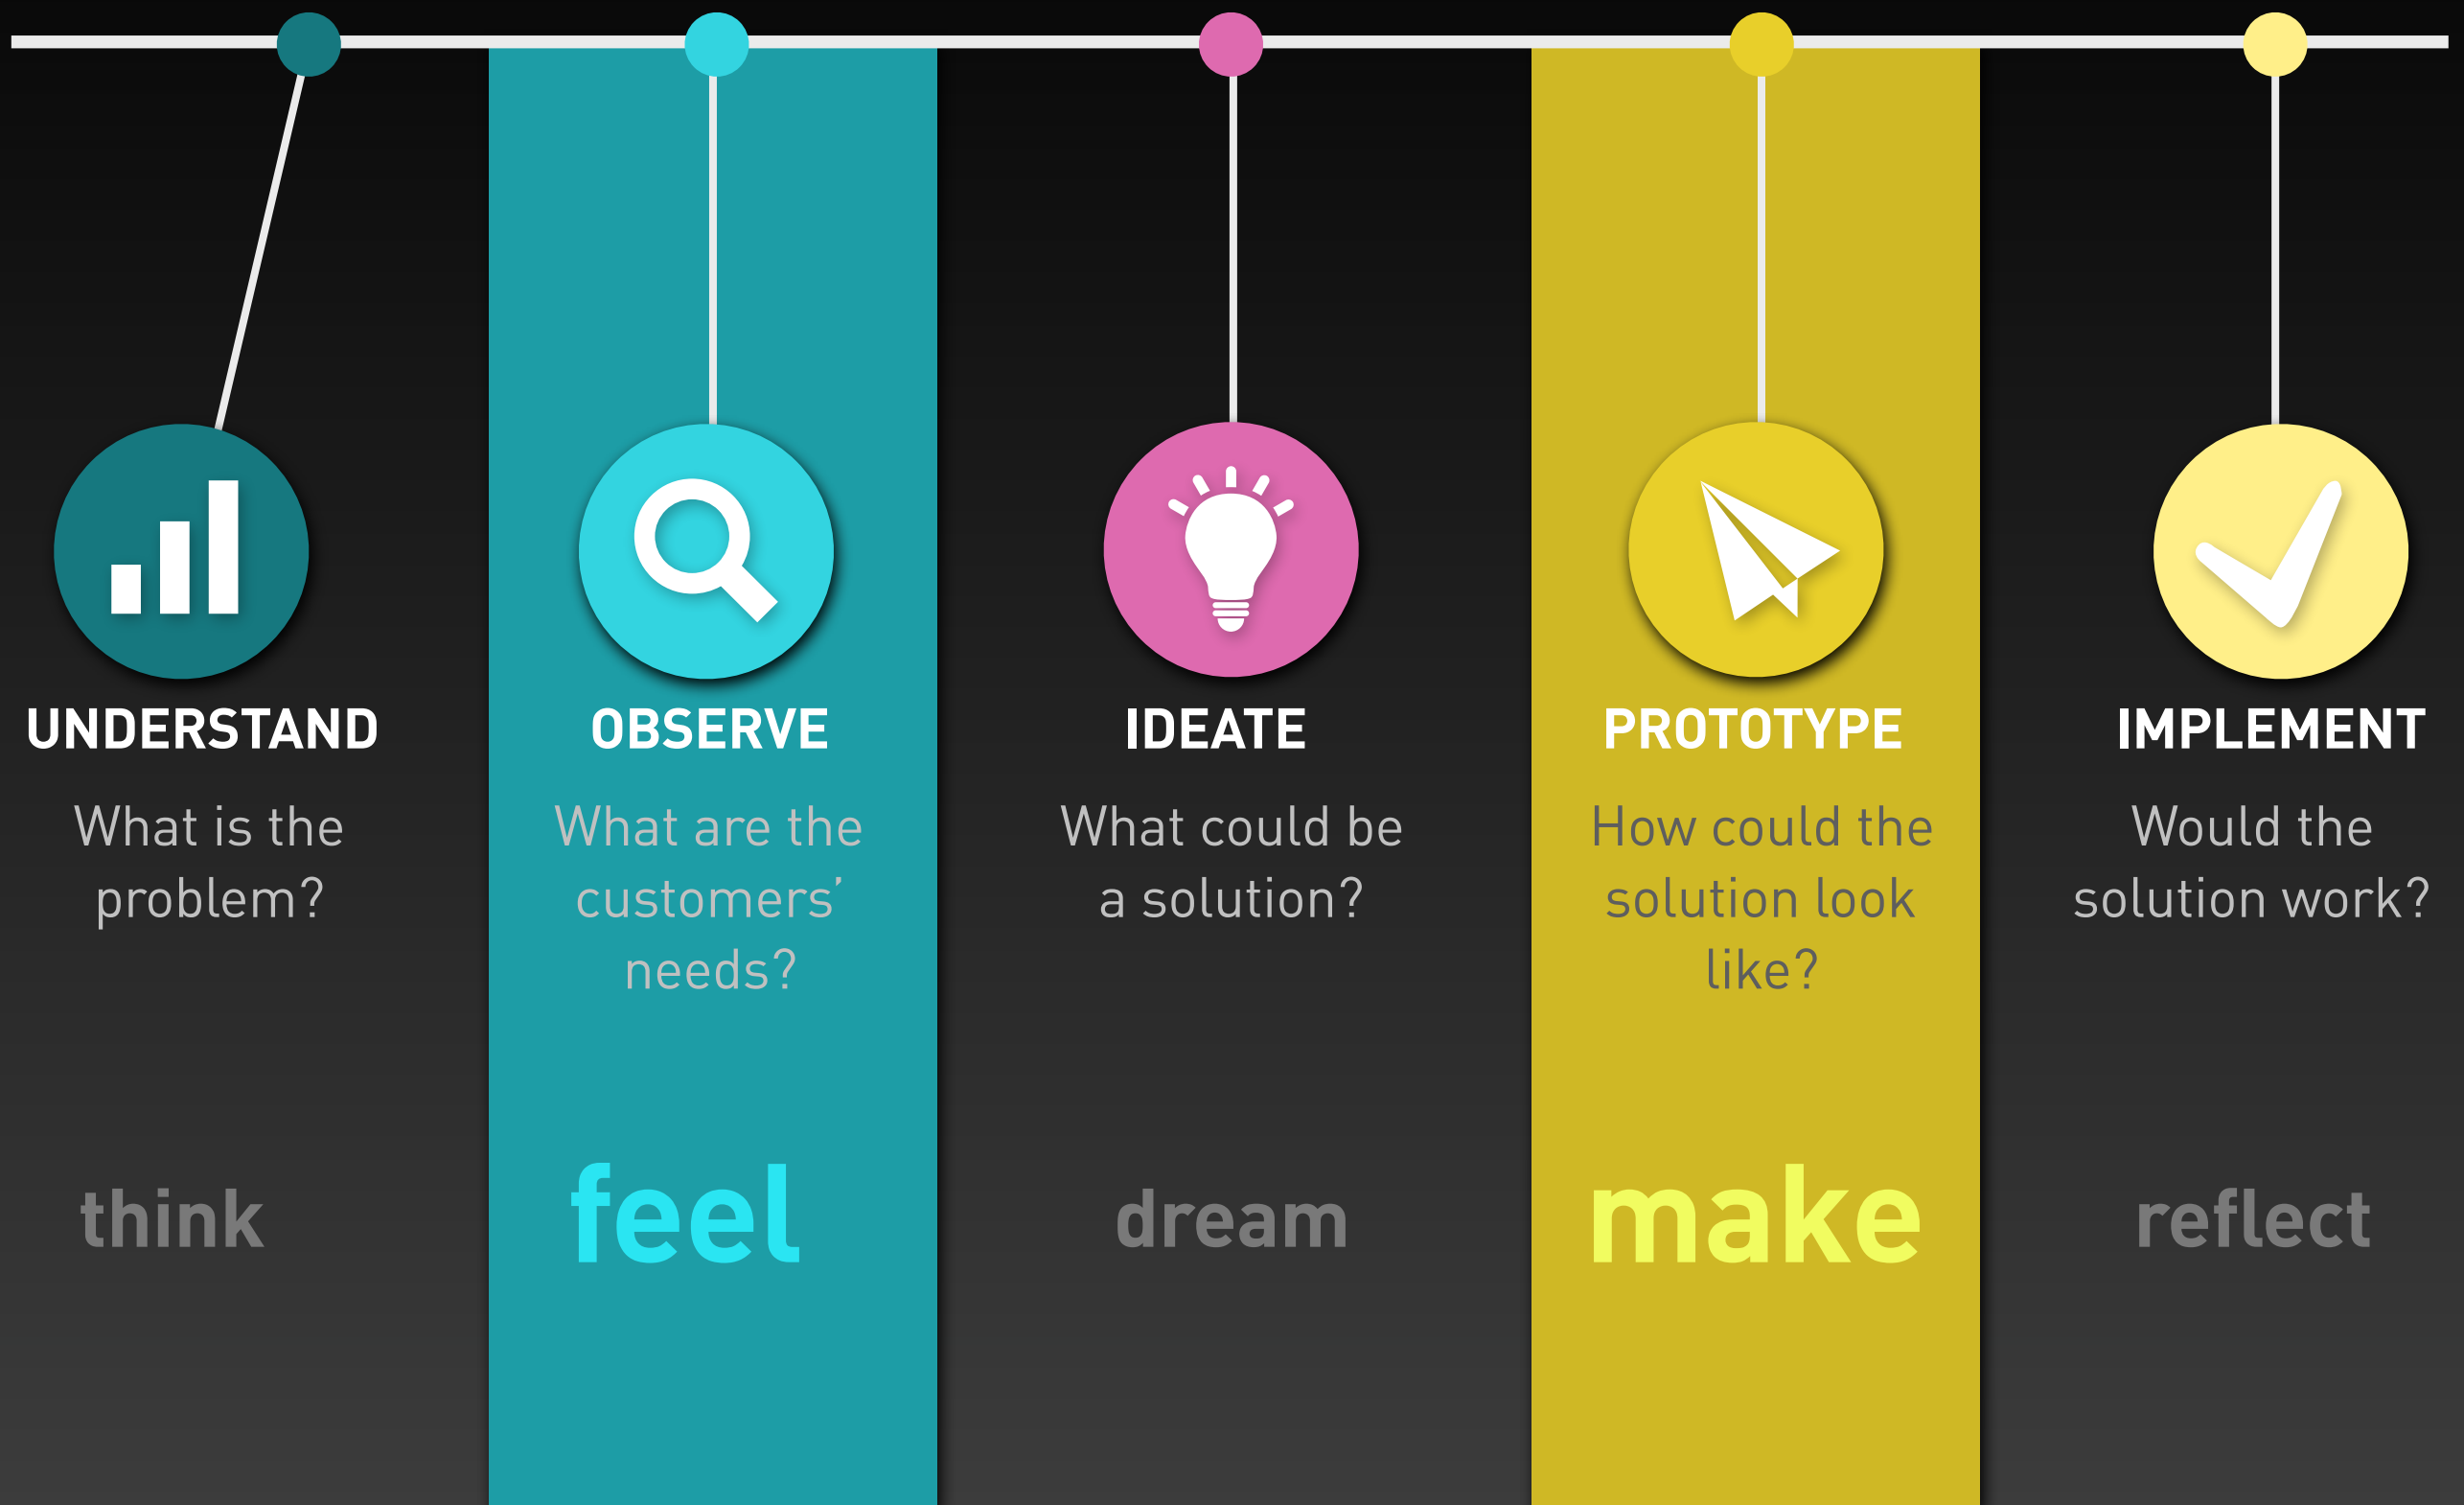 UNDERSTAND
What is the
problem?
think
OBSERVE
What are the
customers’
needs?
feel
IDEATE
What could be
a solution?
dream
PROTOTYPE
How could the
solution look
like?
make
IMPLEMENT
Would the
solution work?
reflect